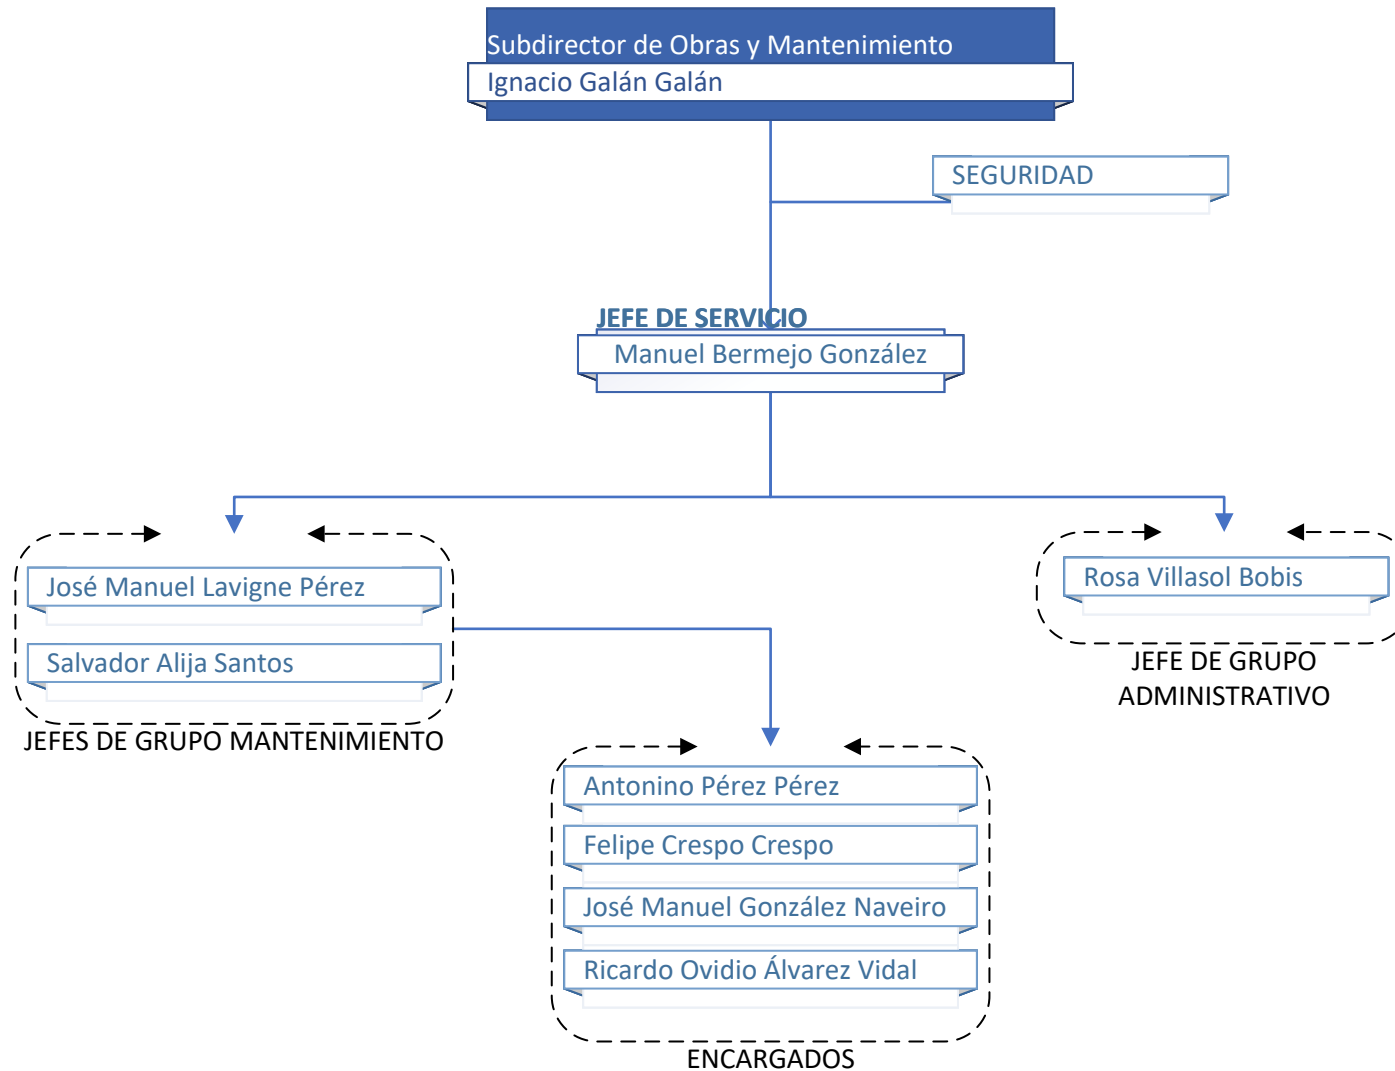 Subdirector de Obras y Mantenimiento
Ignacio Galán Galán
SEGURIDAD
JEFE DE SERVICIO
Manuel Bermejo González
José Manuel Lavigne Pérez
Salvador Alija Santos
JEFES DE GRUPO MANTENIMIENTO
Rosa Villasol Bobis
JEFE DE GRUPO
ADMINISTRATIVO
Antonino Pérez Pérez
Felipe Crespo Crespo
José Manuel González Naveiro
Ricardo Ovidio Álvarez Vidal
ENCARGADOS